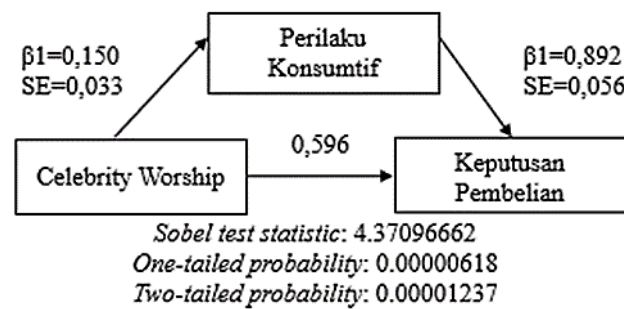 β1=0,150
SE=0,033
Perilaku
Konsumtif
β1=0,892
SE=0,056
Celebrity Worship
0,596
Keputusan
Pembelian
Sobel test statistic: 4.37096662
One-tailed probability: 0.00000618
Two-tailed probability: 0.00001237